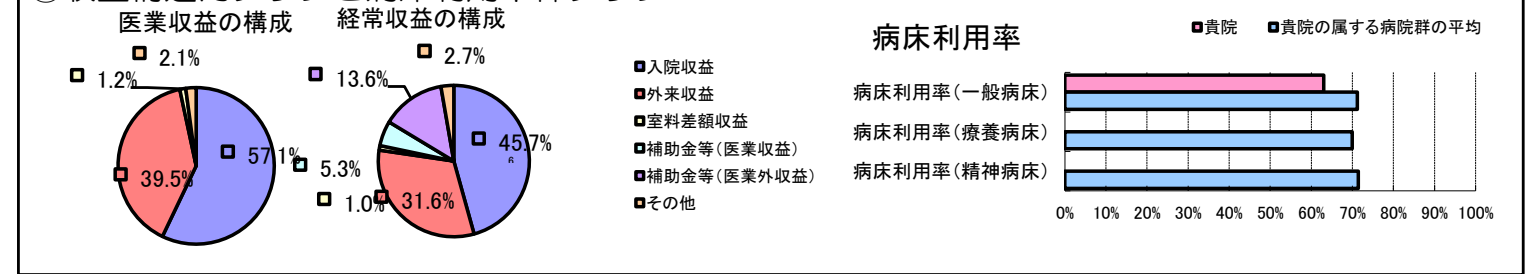 医業収益の構成
経常収益の構成
2.1%
1.2%
39.5%
57.1%
2.7%
13.6%
5.3%
1.0%
31.6%
45.7%
入院収益
外来収益
室料差額収益
補助金等(医業収益)
補助金等(医業外収益)
その他
病床利用率
貴院
貴院の属する病院群の平均
病床利用率(一般病床)
病床利用率(療養病床)
病床利用率(精神病床)
0% 10% 20% 30% 40% 50% 60% 70% 80% 90% 100%